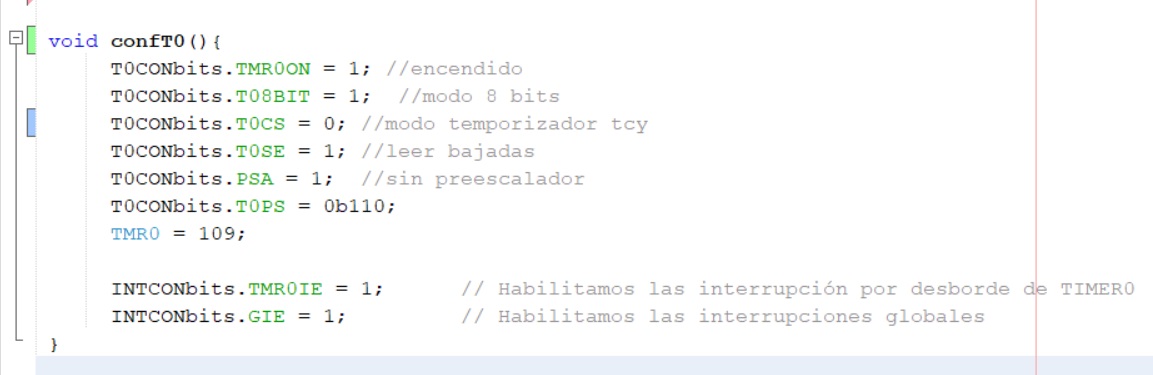 void confT0(){
T0CONbits.TMR0ON = 1; //encendido
T0CONbits.T08BIT = 1;  //modo 8 bits
T0CONbits.T0CS = 0; //modo temporizador tcy
T0CONbits.T0SE = 1; //leer bajadas
T0CONbits.PSA = 1;  //sin preescalador
T0CONbits.T0PS = 0b110;
TMR0 = 109;
INTCONbits.TMR0IE = 1;      // Habilitamos las interrupción por desborde de TIMER0
INTCONbits.GIE = 1;         // Habilitamos las interrupciones globales
}